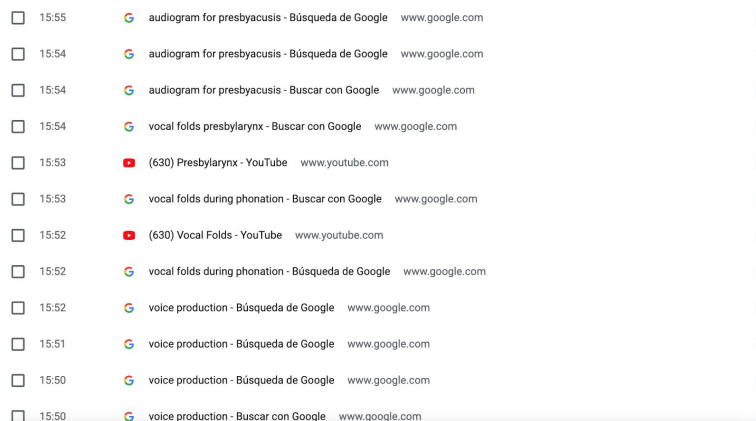 15:55 audiogram for presbyacusis - Búsqueda de Google www.google.com
15:54 audiogram for presbyacusis - Búsqueda de Google www.google.com
15:54 audiogram for presbyacusis - Buscar con Google www.google.com
15:54 vocal folds presbylarynx - Buscar con Google www.google.com
15:53 (630) Presbylarynx - YouTube www.youtube.com
15:53 vocal folds during phonation - Buscar con Google www.google.com
15:52 (630) Vocal Folds - YouTube www.youtube.com
15:52 vocal folds during phonation - Búsqueda de Google www.google.com
15:52 voice production - Búsqueda de Google www.google.com
15:51 voice production - Búsqueda de Google www.google.com
15:50 voice production - Búsqueda de Google www.google.com
15:50 voice production - Buscar con Google www.google.com